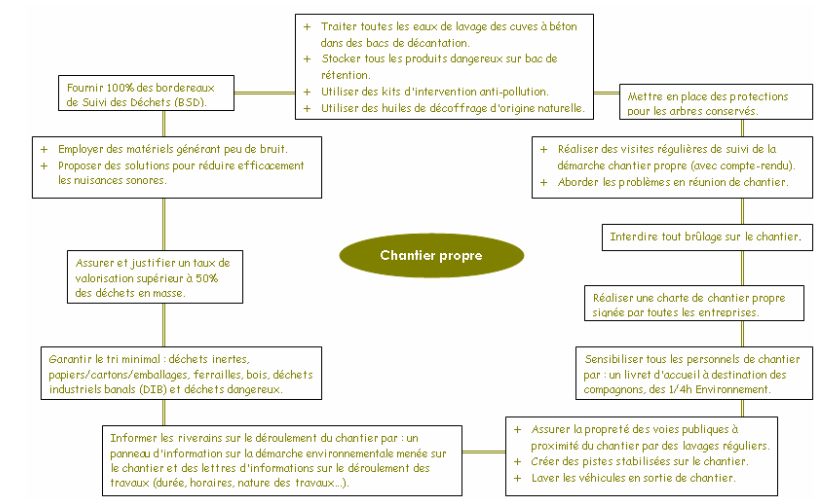 + Traiter toutes les eaux de lavage des cuves à béton
dans des bacs de décantation.
+ Stocker tous les produits dangereux sur bac de
rétention.
+ Utiliser des kits d'intervention anti-pollution.
+ Utiliser des huiles de décoffrage d'origine naturelle.
Fournir 100% des bordereaux
de Suivi des Déchets (BSD).
Mettre en place des protections
pour les arbres conservés.
+ Employer des matériels générant peu de bruit.
+ Proposer des solutions pour réduire efficacement
les nuisances sonores.
+ Réaliser des visites régulières de suivi de la
démarche chantier propre (avec compte-rendu).
+ Aborder les problèmes en réunion de chantier.
Interdire tout brûlage sur le chantier.
Chantier propre
Assurer et justifier un taux de
valorisation supérieur à 50%
des déchets en masse.
Réaliser une charte de chantier propre
signée par toutes les entreprises.
Garantir le tri minimal : déchets inertes,
papiers/cartons/emballages, ferrailles, bois, déchets
industriels banals (DIB) et déchets dangereux.
Sensibiliser tous les personnels de chantier
par : un livret d'accueil à destination des
compagnons, des 1/4h Environnement.
Informer les riverains sur le déroulement du chantier par : un
panneau d'information sur la démarche environnementale menée sur
le chantier et des lettres d'informations sur le déroulement des
travaux (durée, horaires, nature des travaux...).
+ Assurer la propreté des voies publiques à
proximité du chantier par des lavages réguliers.
+ Créer des pistes stabilisées sur le chantier.
+ Laver les véhicules en sortie de chantier.